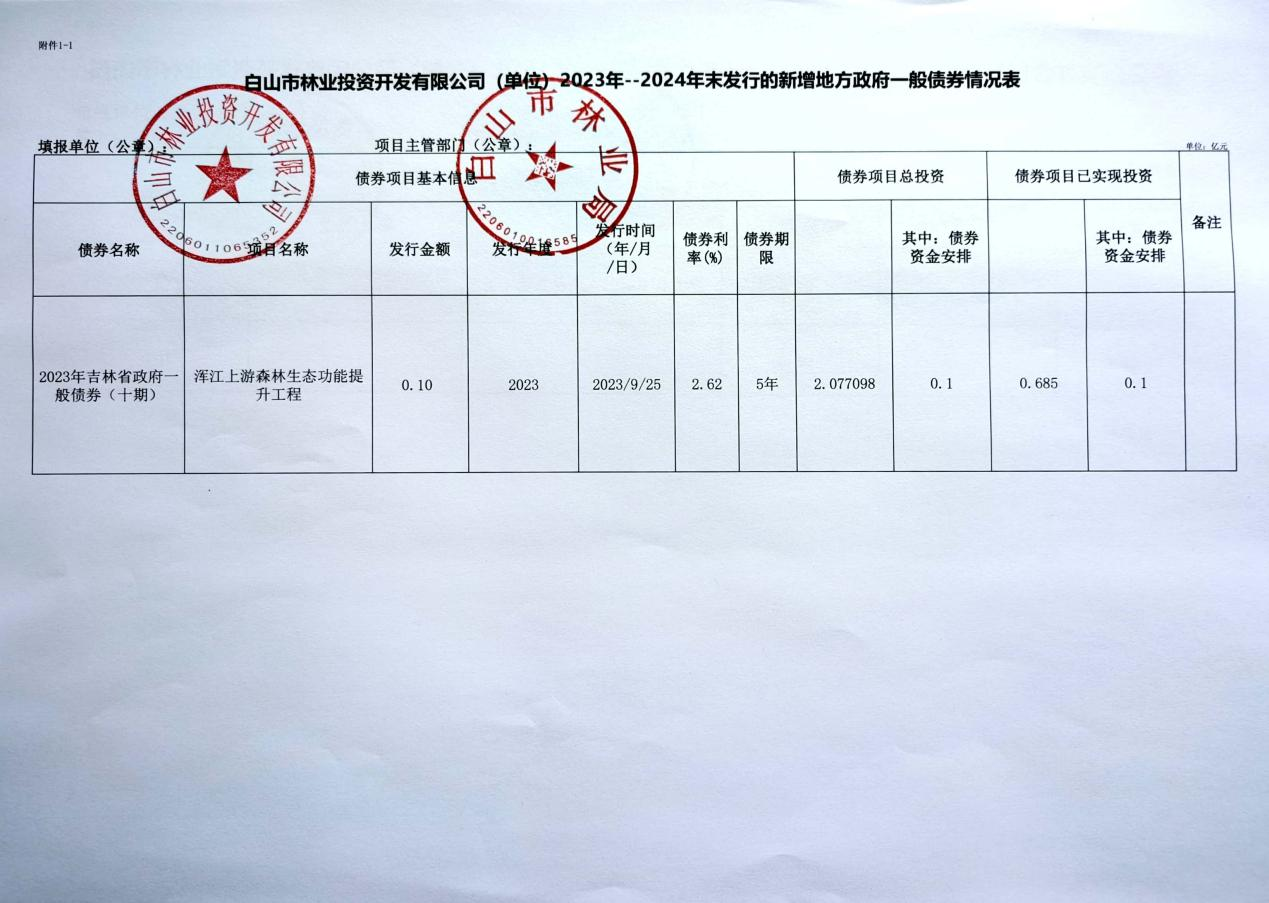 附件1-1
白山市林业投资开发有限公司（单位）2023年--2024年末发行的新增地方政府一般债券情况表
填报单位（公章）：
项目主管部门（公章）：
单位：亿元
白山市林业投资开发有限公司
2206011065352
白山市林业局
2206010016585
债券项目基本信息
债券项目总投资
债券项目已实现投资
备注
债券名称
项目名称
发行金额
发行年度
发行时间
（年/月
/日）
债券利
率(%)
债券期
限
其中：债券
资金安排
其中：债券
资金安排
2023年吉林省政府一
般债券（十期）
浑江上游森林生态功能提
升工程
0.10
2023
2023/9/25
2.62
5年
2.077098
0.1
0.685
0.1